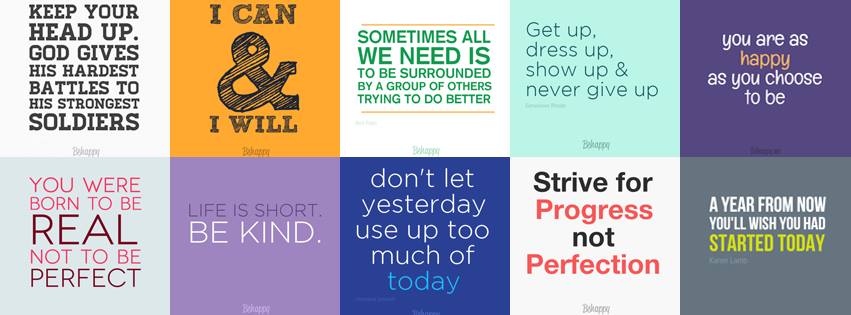 KEEP YOUR
HEAD UP.
GOD GIVES
HIS HARDEST
BATTLES TO
HIS STRONGEST
SOLDIERS
Behappy
I CAN
&
I WILL
SOMETIMES ALL
WE NEED IS
TO BE SURROUNDED
BY A GROUP OF OTHERS
TRYING TO DO BETTER
Behappy
Get up,
dress up,
show up &
never give up
Genevieve Rhode
Behappy
you are as
happy
as you choose
to be
Behappy.me
YOU WERE
BORN TO BE
REAL
NOT TO BE
PERFECT
LIFE IS SHORT.
BE KIND.
Behappy
don't let
yesterday
use up too
much of
today
Strive for
Progress
not
Perfection
Behappy
A YEAR FROM NOW
YOU'LL WISH YOU HAD
STARTED TODAY
Karen Lamb